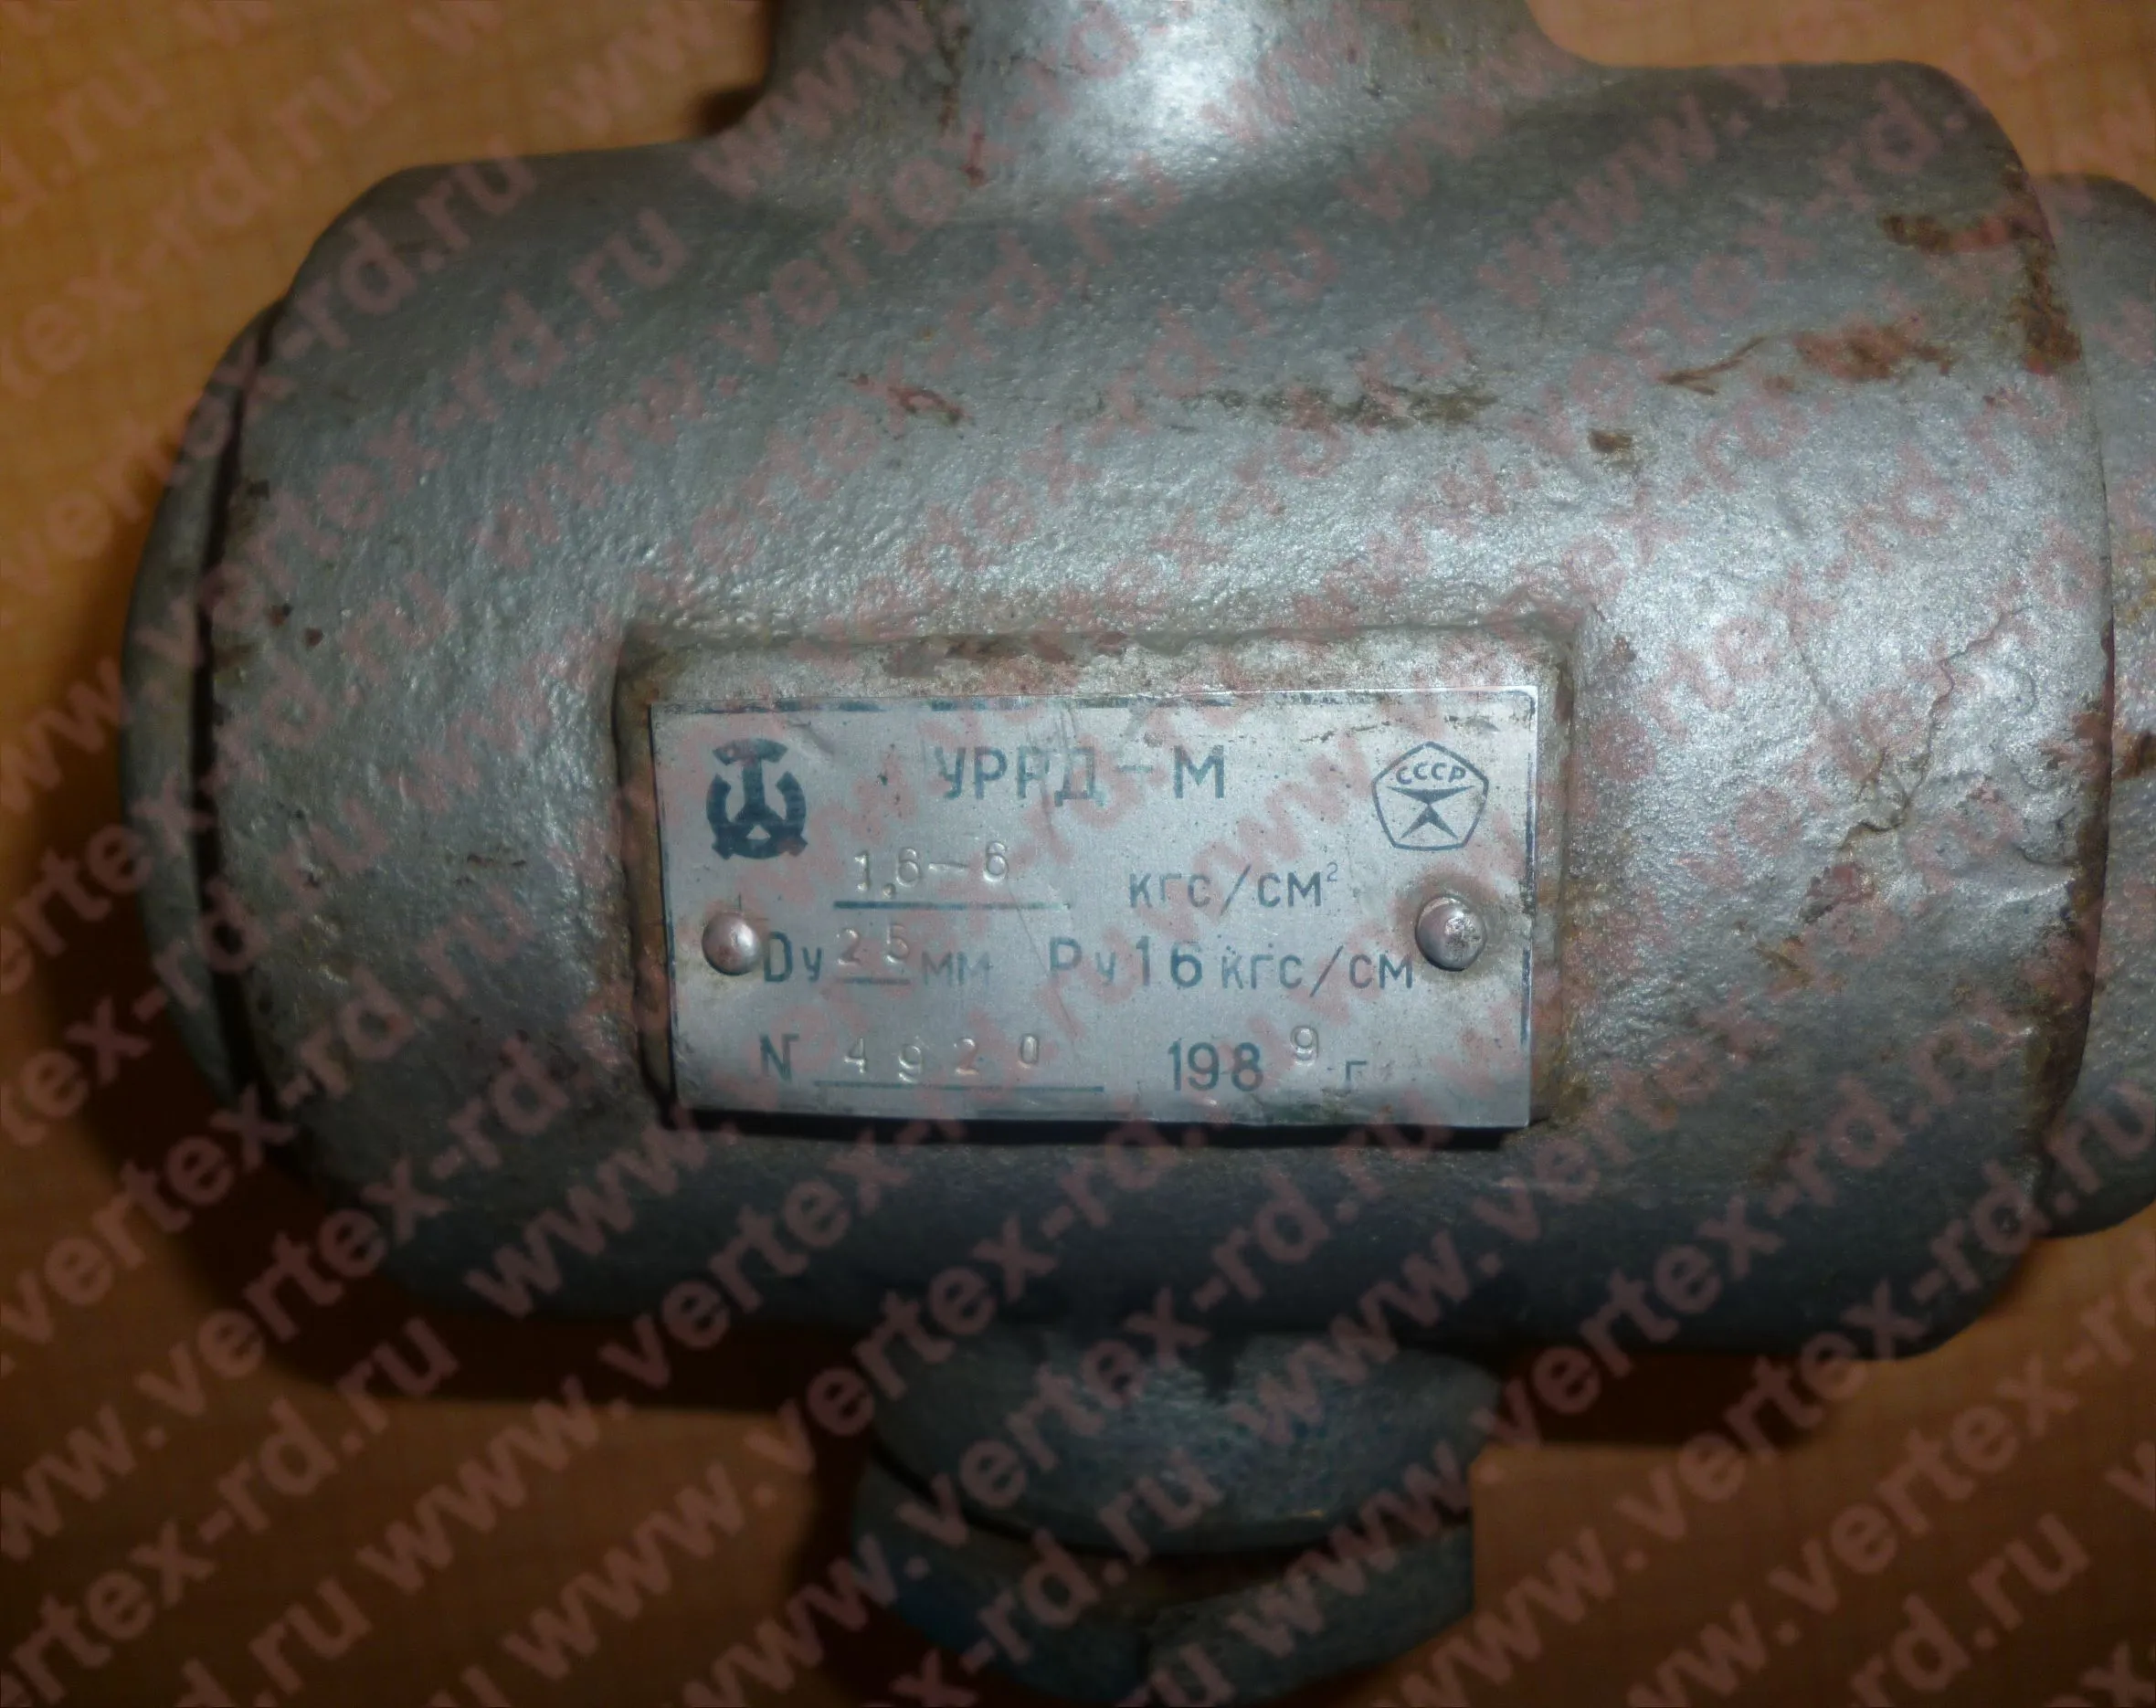 УРРД-М
СССР
1,6-6 кгс/см²
Dу 25 мм Pу 16 кгс/см
N 4920 1989 г
www.vertex-rd.ru